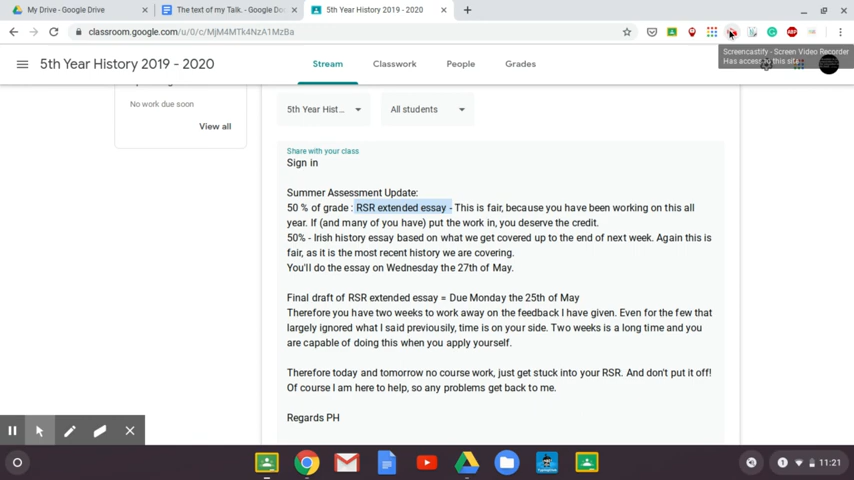 My Drive - Google Drive
The text of my Talk. - Google Doc
5th Year History 2019 - 2020
classroom.google.com/u/0/c/MjM4MTk4NzA1MzBa
ABP
Screencastify - Screen Video Recorder
Has access to this site
5th Year History 2019 - 2020
Stream
Classwork
People
Grades
No work due soon
View all
5th Year Hist...
All students
Share with your class
Sign in
Summer Assessment Update:
50 % of grade : RSR extended essay - This is fair, because you have been working on this all
year. If (and many of you have) put the work in, you deserve the credit.
50% - Irish history essay based on what we get covered up to the end of next week. Again this is
fair, as it is the most recent history we are covering.
You'll do the essay on Wednesday the 27th of May.
Final draft of RSR extended essay = Due Monday the 25th of May
Therefore you have two weeks to work away on the feedback I have given. Even for the few that
largely ignored what I said previousily, time is on your side. Two weeks is a long time and you
are capable of doing this when you apply yourself.
Therefore today and tomorrow no course work, just get stuck into your RSR. And don't put it off!
Of course I am here to help, so any problems get back to me.
Regards PH
1
11:21